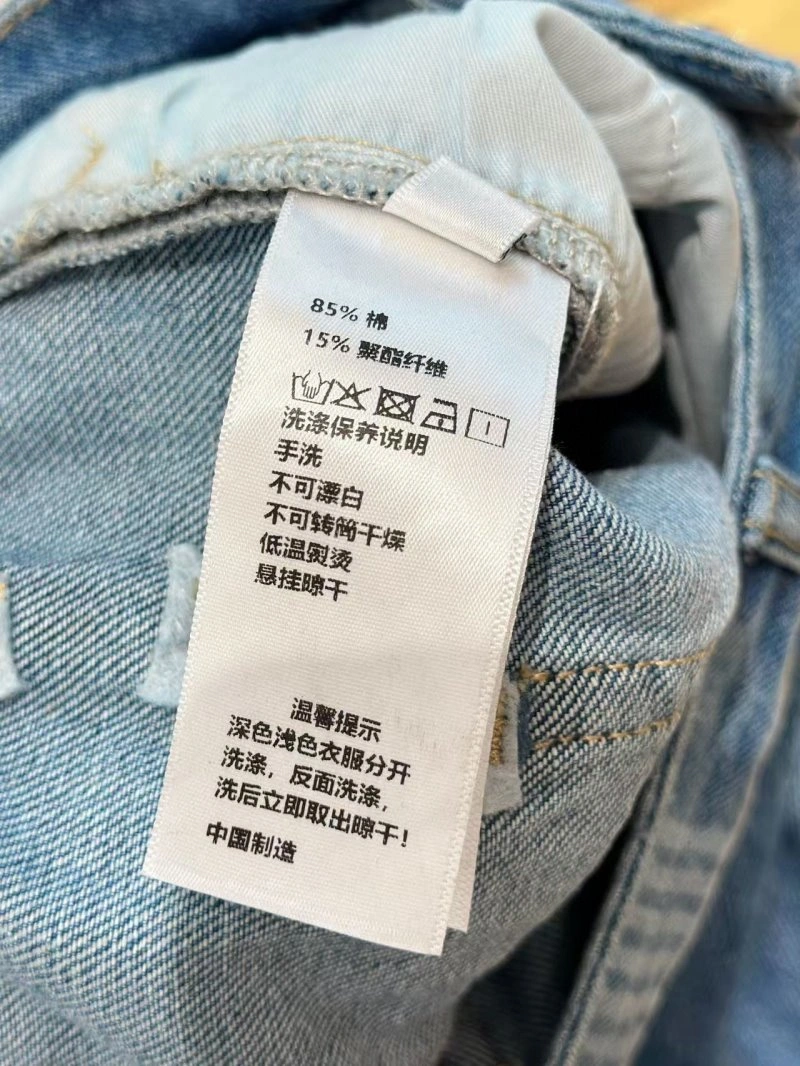 85% 棉
15% 聚酯纤维
洗涤保养说明
手洗
不可漂白
不可转筒干燥
低温熨烫
悬挂晾干
温馨提示
深色浅色衣服分开
洗涤，反面洗涤，
洗后立即取出晾干!
中国制造